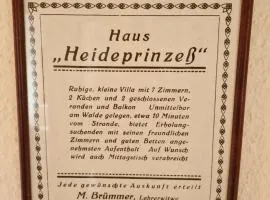 Haus
„Heideprinzeß“
Ruhige, kleine Villa mit 7 Zimmern,
2 Küchen und 2 geschlossenen Ve-
randen und Balkon Unmittelbar
am Walde gelegen, etwa 10 Minuten
vom Strande, bietet Erholung-
suchenden mit seinen freundlichen
Zimmern und guten Betten ange-
nehmsten Aufenthalt Auf Wunsch
wird auch Mittagstisch verabreicht
Jede gewünschte Auskunft erteilt
M. Brümmer, Lehrerwitwe